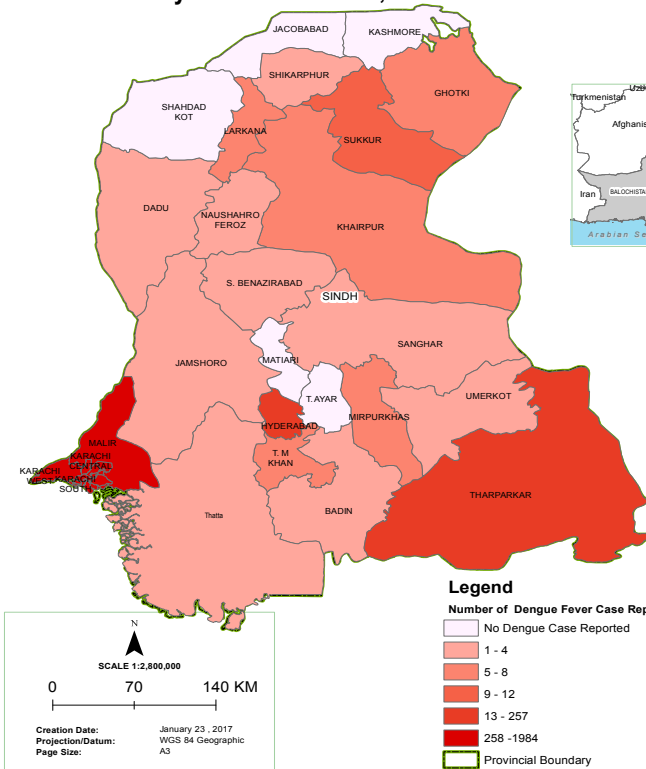 JACOBABAD
KASHMORE
SHIKARPHUR
GHOTKI
SHAHDAD
KOT
LARKANA
SUKKUR
Turkmenistan
Iran
BALOCHISTAN
Arabian Se
DADU
NAUSHAHRO
FEROZ
KHAIRPUR
S. BENAZIRABAD
SINDH
SANGHAR
MATIARI
JAMSHORO
T.AYAR
UMERKOT
MIRPURKHAS
HYDERABAD
MALIR
KARACHI
CENTRAL
KARACHI
WEST
KARACHI
SOUTH
T. M
KHAN
THARPARKAR
BADIN
Thatta
Legend
Number of Dengue Fever Case Rep
No Dengue Case Reported
1 - 4
5 - 8
9 - 12
13 - 257
258 -1984
Provincial Boundary
N
SCALE 1:2,800,000
0 70 140 KM
Creation Date: January 23 , 2017
Projection/Datum: WGS 84 Geographic
Page Size: A3